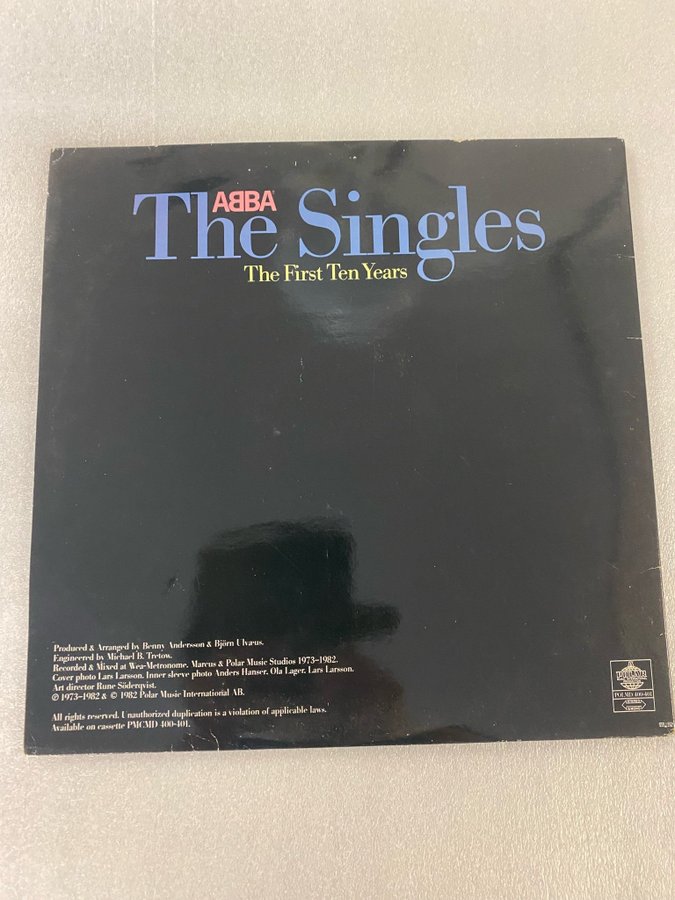 ABBA
The Singles
The First Ten Years
Produced & Arranged by Benny Andersson & Björn Ulvæus.
Engineered by Michael B. Tretow.
Recorded & Mixed at Wea-Metronome, Marcus & Polar Music Studios 1973–1982.
Cover photo Lars Larsson. Inner sleeve photo Anders Hanser, Ola Lager, Lars Larsson.
Art director Rune Söderqvist.
℗ 1973–1982 & © 1982 Polar Music International AB.
All rights reserved. Unauthorized duplication is a violation of applicable laws.
Available on cassette PMCMD 400-401.
POLAR
POLMD 400-401